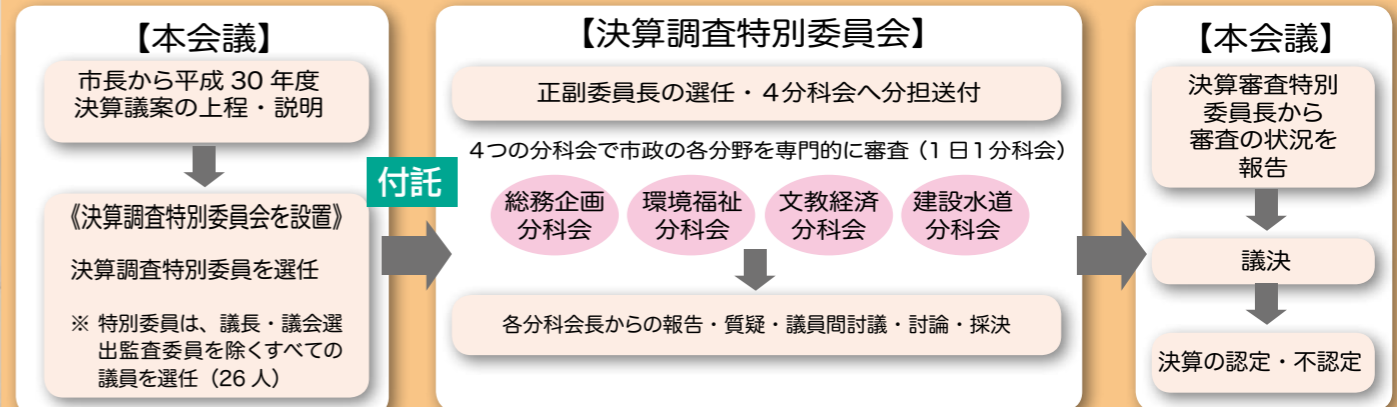 【本会議】
市長から平成 30 年度
決算議案の上程・説明
《決算調査特別委員会を設置》
決算調査特別委員を選任
※ 特別委員は、議長・議会選
出監査委員を除くすべての
議員を選任（26 人）
付託
【決算調査特別委員会】
正副委員長の選任・4分科会へ分担送付
4つの分科会で市政の各分野を専門的に審査（1 日 1 分科会）
総務企画
分科会
環境福祉
分科会
文教経済
分科会
建設水道
分科会
各分科会長からの報告・質疑・議員間討議・討論・採決
【本会議】
決算審査特別
委員長から
審査の状況を
報告
議決
決算の認定・不認定